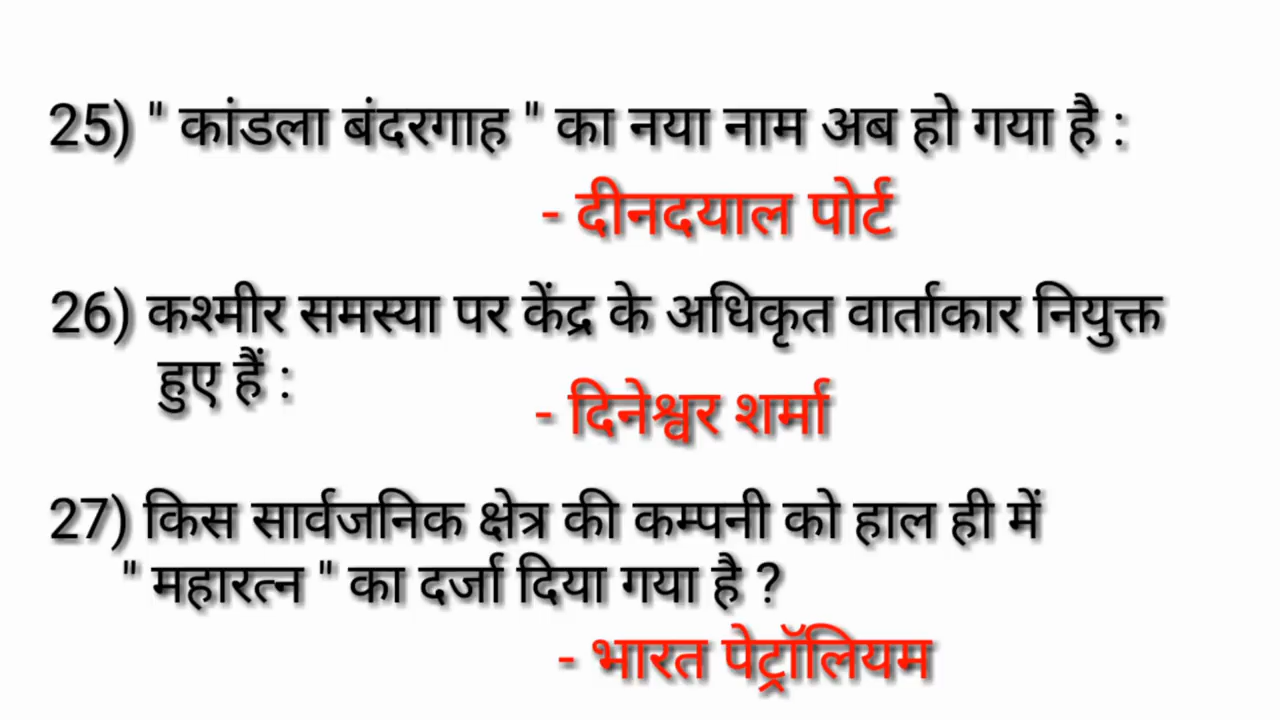 25) " कांडला बंदरगाह " का नया नाम अब हो गया है :
- दीनदयाल पोर्ट
26) कश्मीर समस्या पर केंद्र के अधिकृत वार्ताकार नियुक्त
हुए हैं :
- दिनेश्वर शर्मा
27) किस सार्वजनिक क्षेत्र की कम्पनी को हाल ही में
" महारत्न " का दर्जा दिया गया है ?
- भारत पेट्रॉलियम